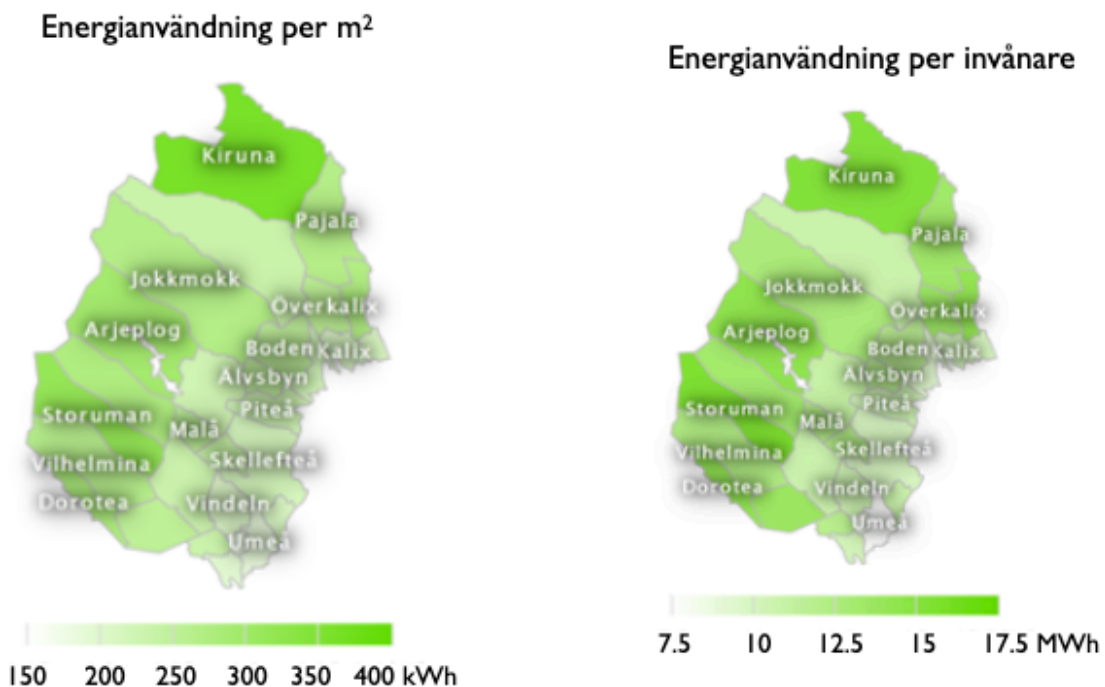 Energianvändning per m²
Kiruna
Pajala
Jokkmokk
Överkalix
Arjeplog
Boden Kalix
Älvsbyn
Storuman
Piteå
Malå
Vilhelmina
Skellefteå
Dorotea
Vindeln
Umeå
150 200 250 300 350 400 kWh
Energianvändning per invånare
Kiruna
Pajala
Jokkmokk
Överkalix
Arjeplog
Boden Kalix
Älvsbyn
Storuman
Piteå
Malå
Vilhelmina
Skellefteå
Dorotea
Vindeln
Umeå
7.5 10 12.5 15 17.5 MWh